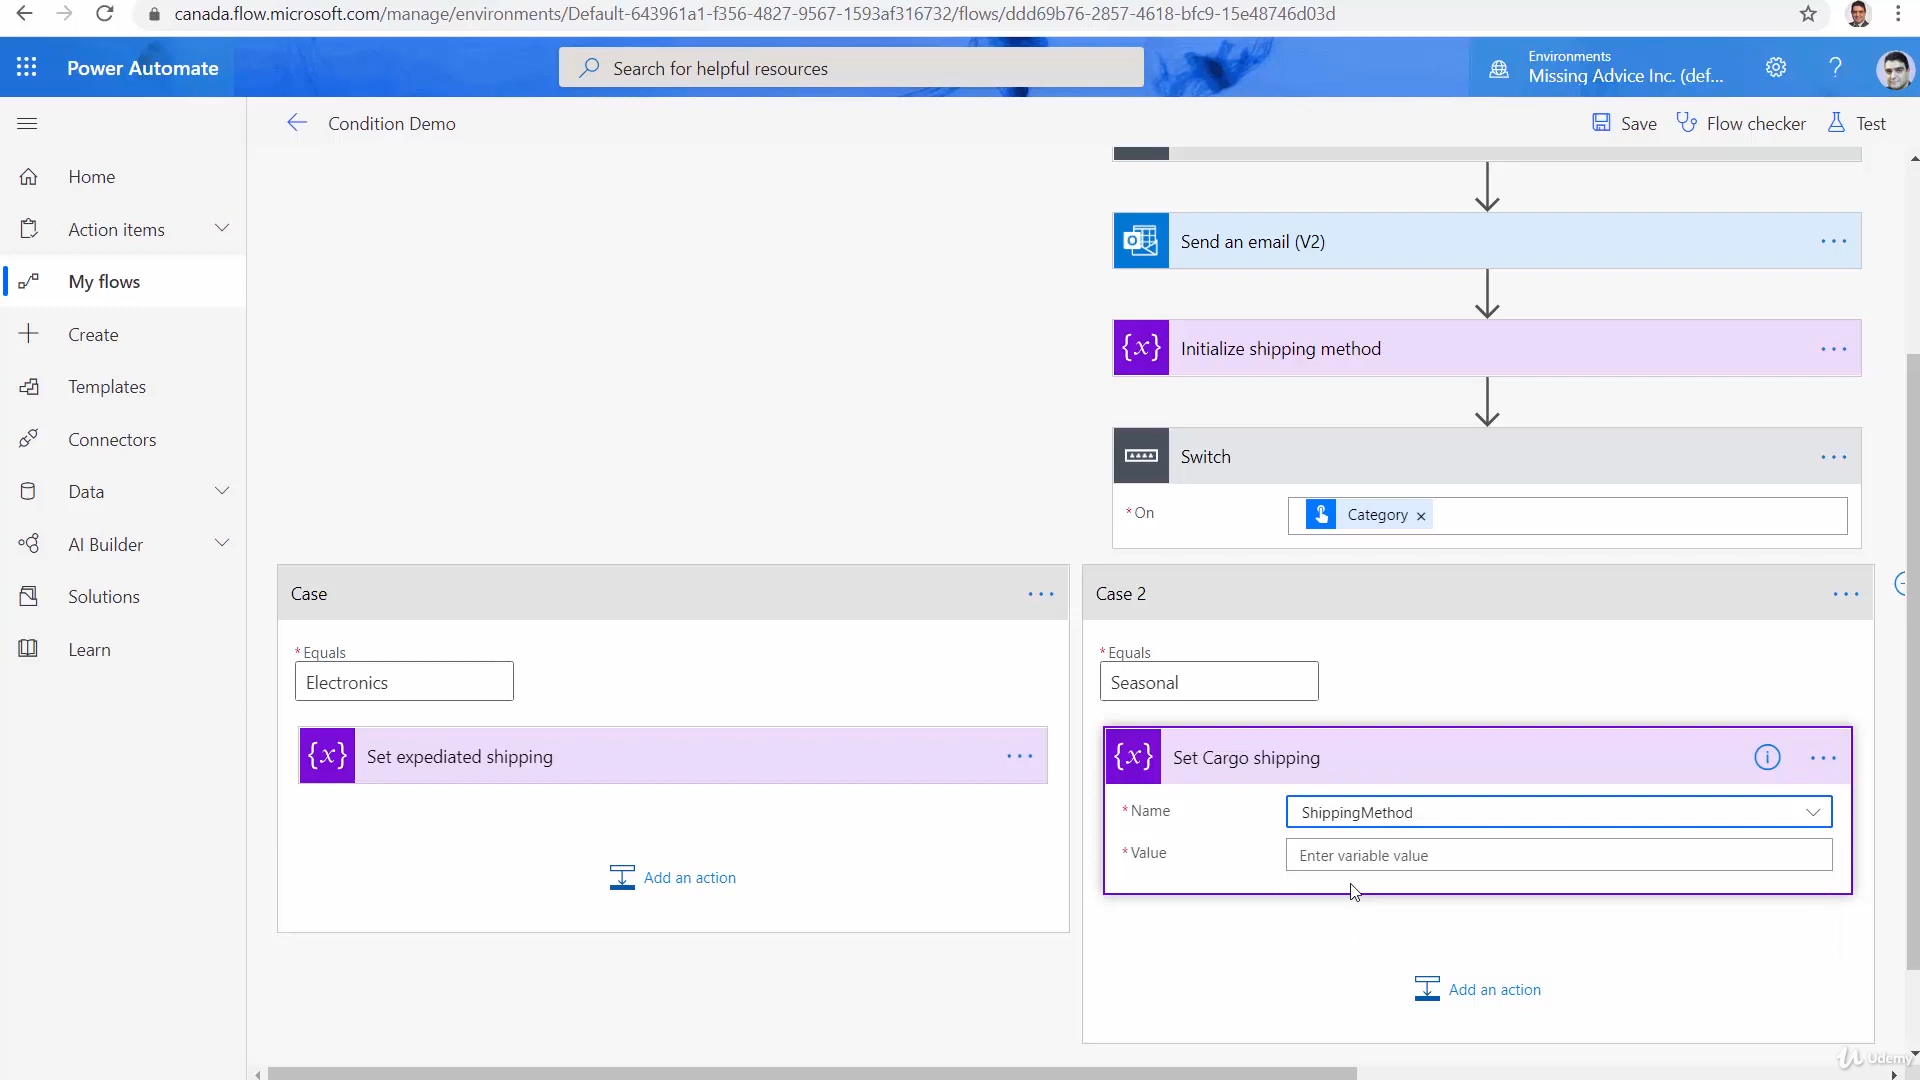 canada.flow.microsoft.com/manage/environments/Default-643961a1-f356-4827-9567-1593af316732/flows/ddd69b76-2857-4618-bfc9-15e48746d03d
Power Automate
Search for helpful resources
Environments
Missing Advice Inc. (def...
?
Condition Demo
Save
Flow checker
Test
Home
Action items
My flows
Create
Templates
Connectors
Data
AI Builder
Solutions
Learn
Send an email (V2)
{x} Initialize shipping method
Switch
* On
Category ×
Case
* Equals
Electronics
{x} Set expediated shipping
Add an action
Case 2
* Equals
Seasonal
{x} Set Cargo shipping
* Name
ShippingMethod
* Value
Enter variable value
Add an action
Udemy